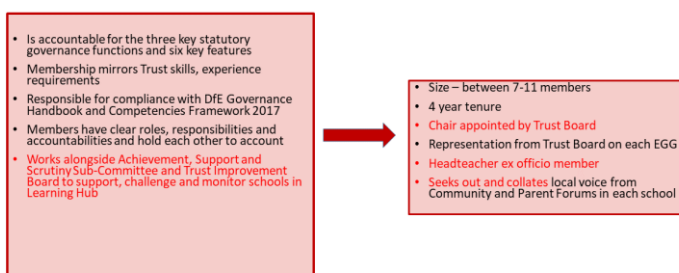 • Is accountable for the three key statutory
governance functions and six key features
• Membership mirrors Trust skills, experience
requirements
• Responsible for compliance with DfE Governance
Handbook and Competencies Framework 2017
• Members have clear roles, responsibilities and
accountabilities and hold each other to account
• Works alongside Achievement, Support and
Scrutiny Sub-Committee and Trust Improvement
Board to support, challenge and monitor schools in
Learning Hub
• Size – between 7-11 members
• 4 year tenure
• Chair appointed by Trust Board
• Representation from Trust Board on each EGG
• Headteacher ex officio member
• Seeks out and collates local voice from
Community and Parent Forums in each school